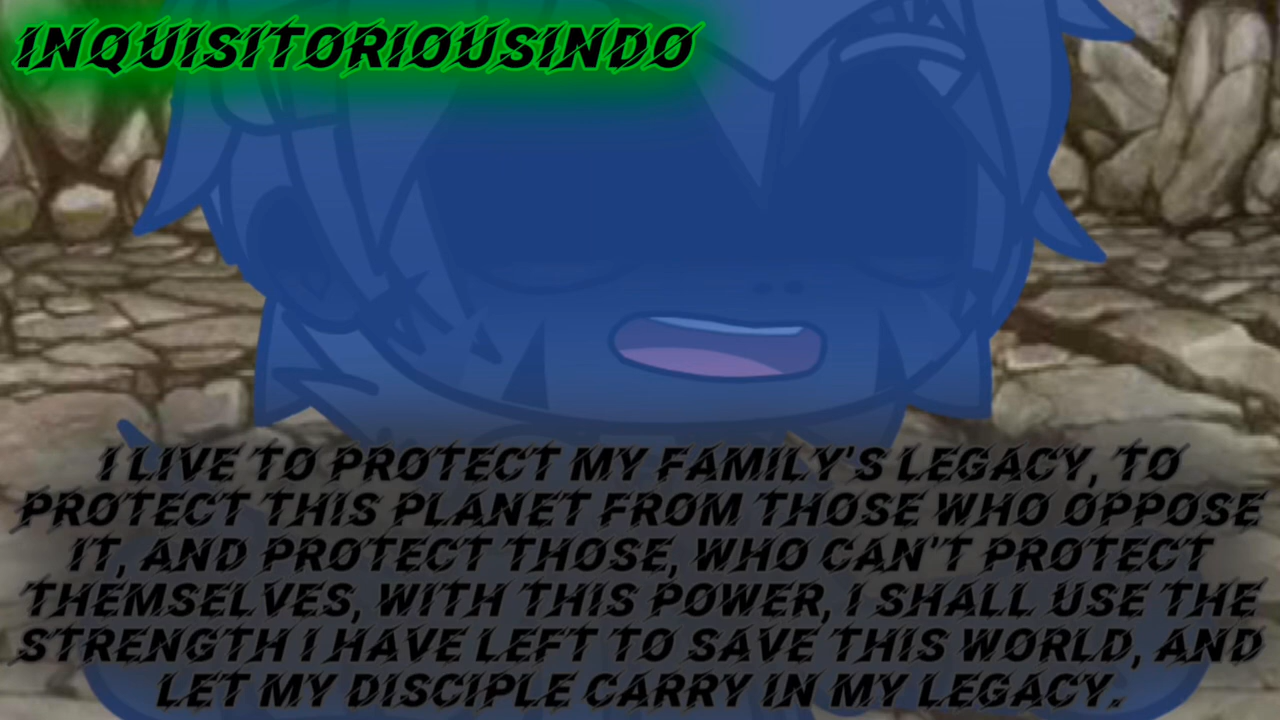 INQUISITORIOUSINDO
I LIVE TO PROTECT MY FAMILY'S LEGACY, TO
PROTECT THIS PLANET FROM THOSE WHO OPPOSE
IT, AND PROTECT THOSE, WHO CAN'T PROTECT
THEMSELVES, WITH THIS POWER, I SHALL USE THE
STRENGTH I HAVE LEFT TO SAVE THIS WORLD, AND
LET MY DISCIPLE CARRY IN MY LEGACY.